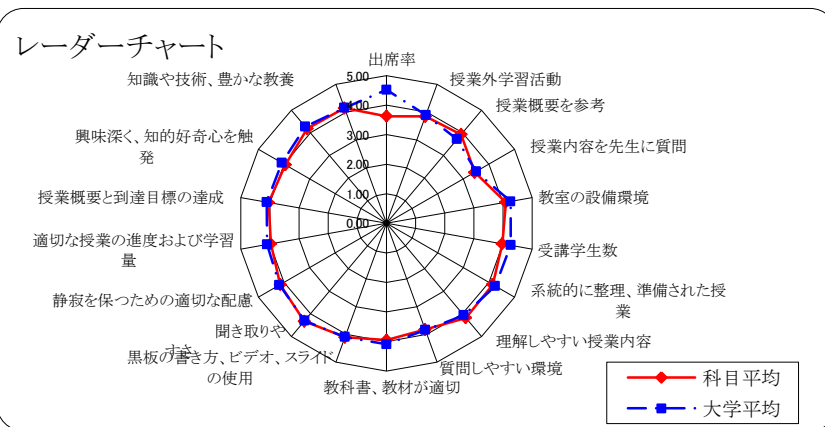 レーダーチャート
出席率
授業外学習活動
授業概要を参考
授業内容を先生に質問
教室の設備環境
受講学生数
系統的に整理、準備された授
業
理解しやすい授業内容
質問しやすい環境
教科書、教材が適切
黒板の書き方、ビデオ、スライド
の使用
聞き取りや
すさ
静寂を保つための適切な配慮
適切な授業の進度および学習
量
授業概要と到達目標の達成
興味深く、知的好奇心を触
発
知識や技術、豊かな教養
5.00
4.00
3.00
2.00
1.00
0.00
科目平均
大学平均